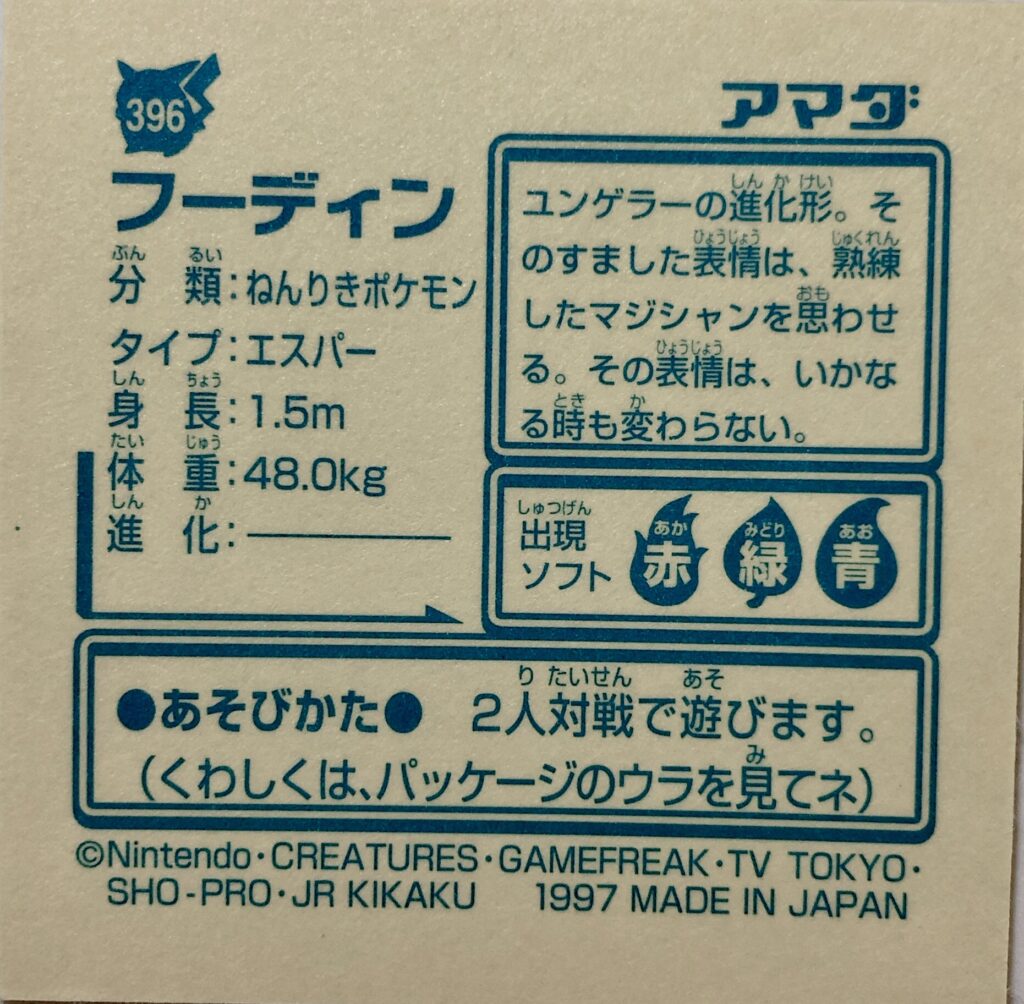 396
アマダ
フーディン
分類：ねんりきポケモン
タイプ：エスパー
身長：1.5m
体重：48.0kg
進化：―――――
ユンゲラーの進化形。そ
のすました表情は、熟練
したマジシャンを思わせ
る。その表情は、いかな
る時も変わらない。
出現
ソフト
赤 緑 青
●あそびかた● 2人対戦で遊びます。
（くわしくは、パッケージのウラを見てネ）
©Nintendo・CREATURES・GAMEFREAK・TV TOKYO・
SHO-PRO・JR KIKAKU 1997 MADE IN JAPAN